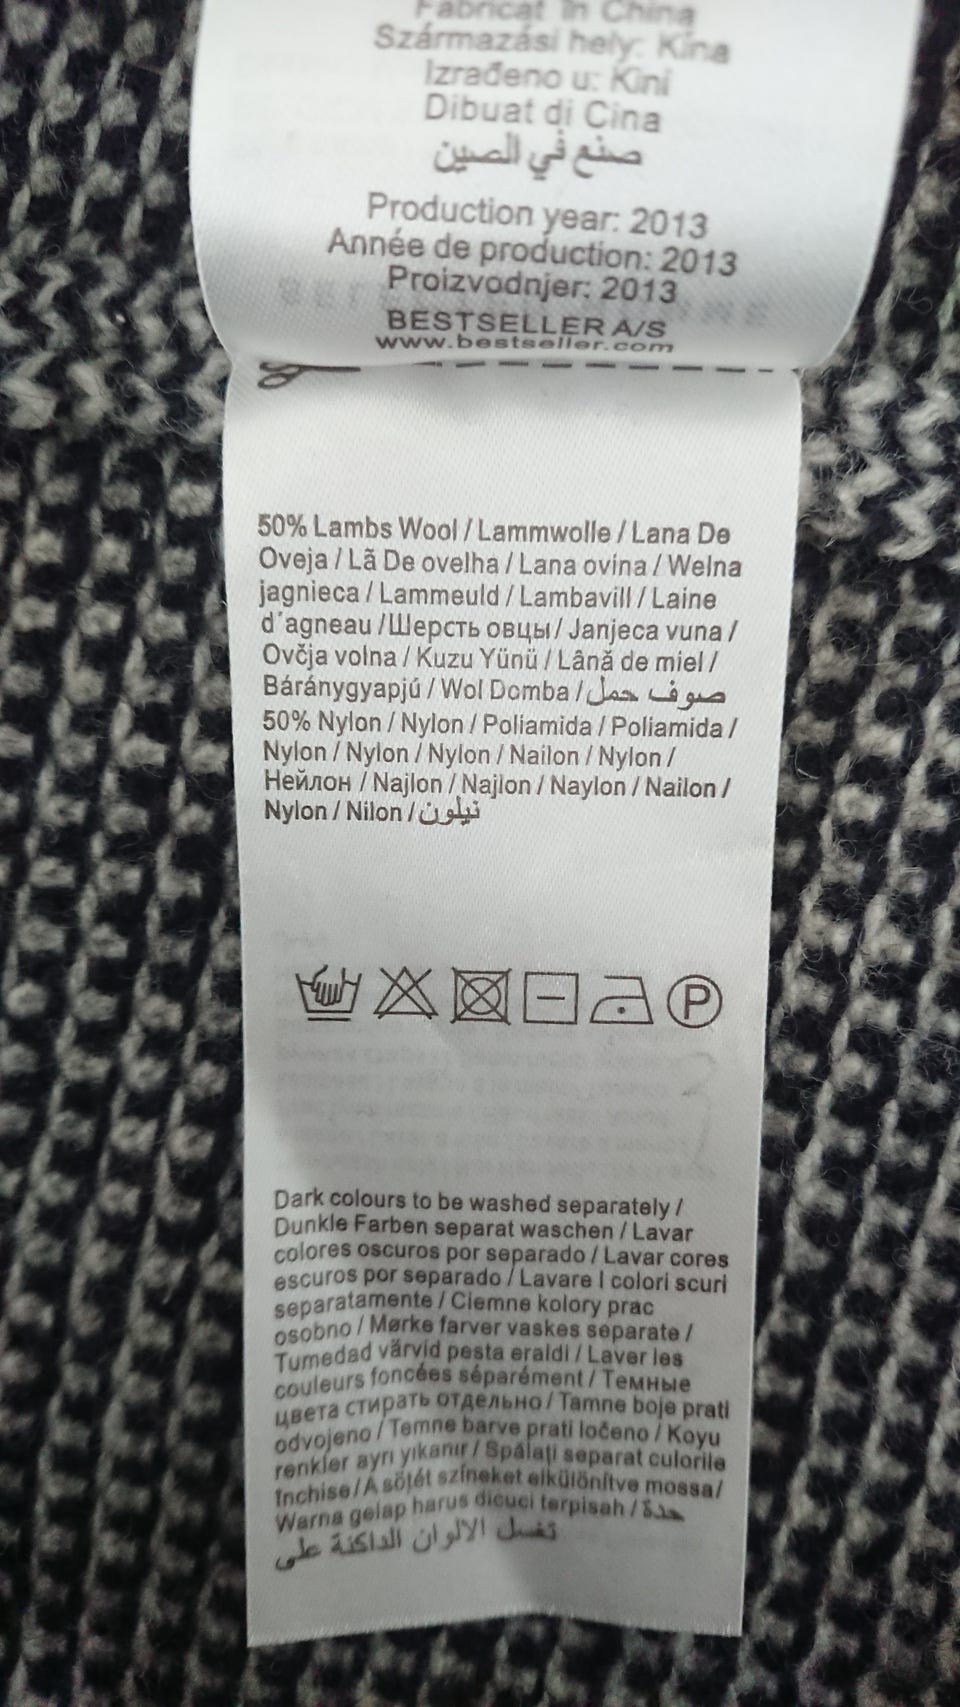 Fabricat în China
Származási hely: Kína
Izrađeno u: Kini
Dibuat di Cina
صنع في الصين
Production year: 2013
Année de production: 2013
Proizvodnjer: 2013
BESTSELLER A/S
www.bestseller.com
50% Lambs Wool / Lammwolle / Lana De
Oveja / Lã De ovelha / Lana ovina / Welna
jagnieca / Lammeuld / Lambavill / Laine
d´agneau /Шерсть овцы/ Janjeca vuna /
Ovčja volna / Kuzu Yünü / Lână de miel /
Báránygyapjú / Wol Domba / صوف حمل
50% Nylon / Nylon / Poliamida / Poliamida /
Nylon / Nylon / Nylon / Nailon / Nylon /
Нейлон / Najlon / Najlon / Naylon / Nailon /
Nylon / Nilon / نيلون
P
Dark colours to be washed separately /
Dunkle Farben separat waschen / Lavar
colores oscuros por separado / Lavar cores
escuros por separado / Lavare I colori scuri
separatamente / Ciemne kolory prac
osobno / Mørke farver vaskes separate /
Tumedad värvid pesta eraldi / Laver les
couleurs foncées séparément / Темные
цвета стирать отдельно / Tamne boje prati
odvojeno / Temne barve prati ločeno / Koyu
renkler ayrı yıkanır / Spălaţi separat culorile
închise / A sötét színeket elkülönítve mossa/
Warna gelap harus dicuci terpisah / حدة
تغسل الالوان الداكنة على